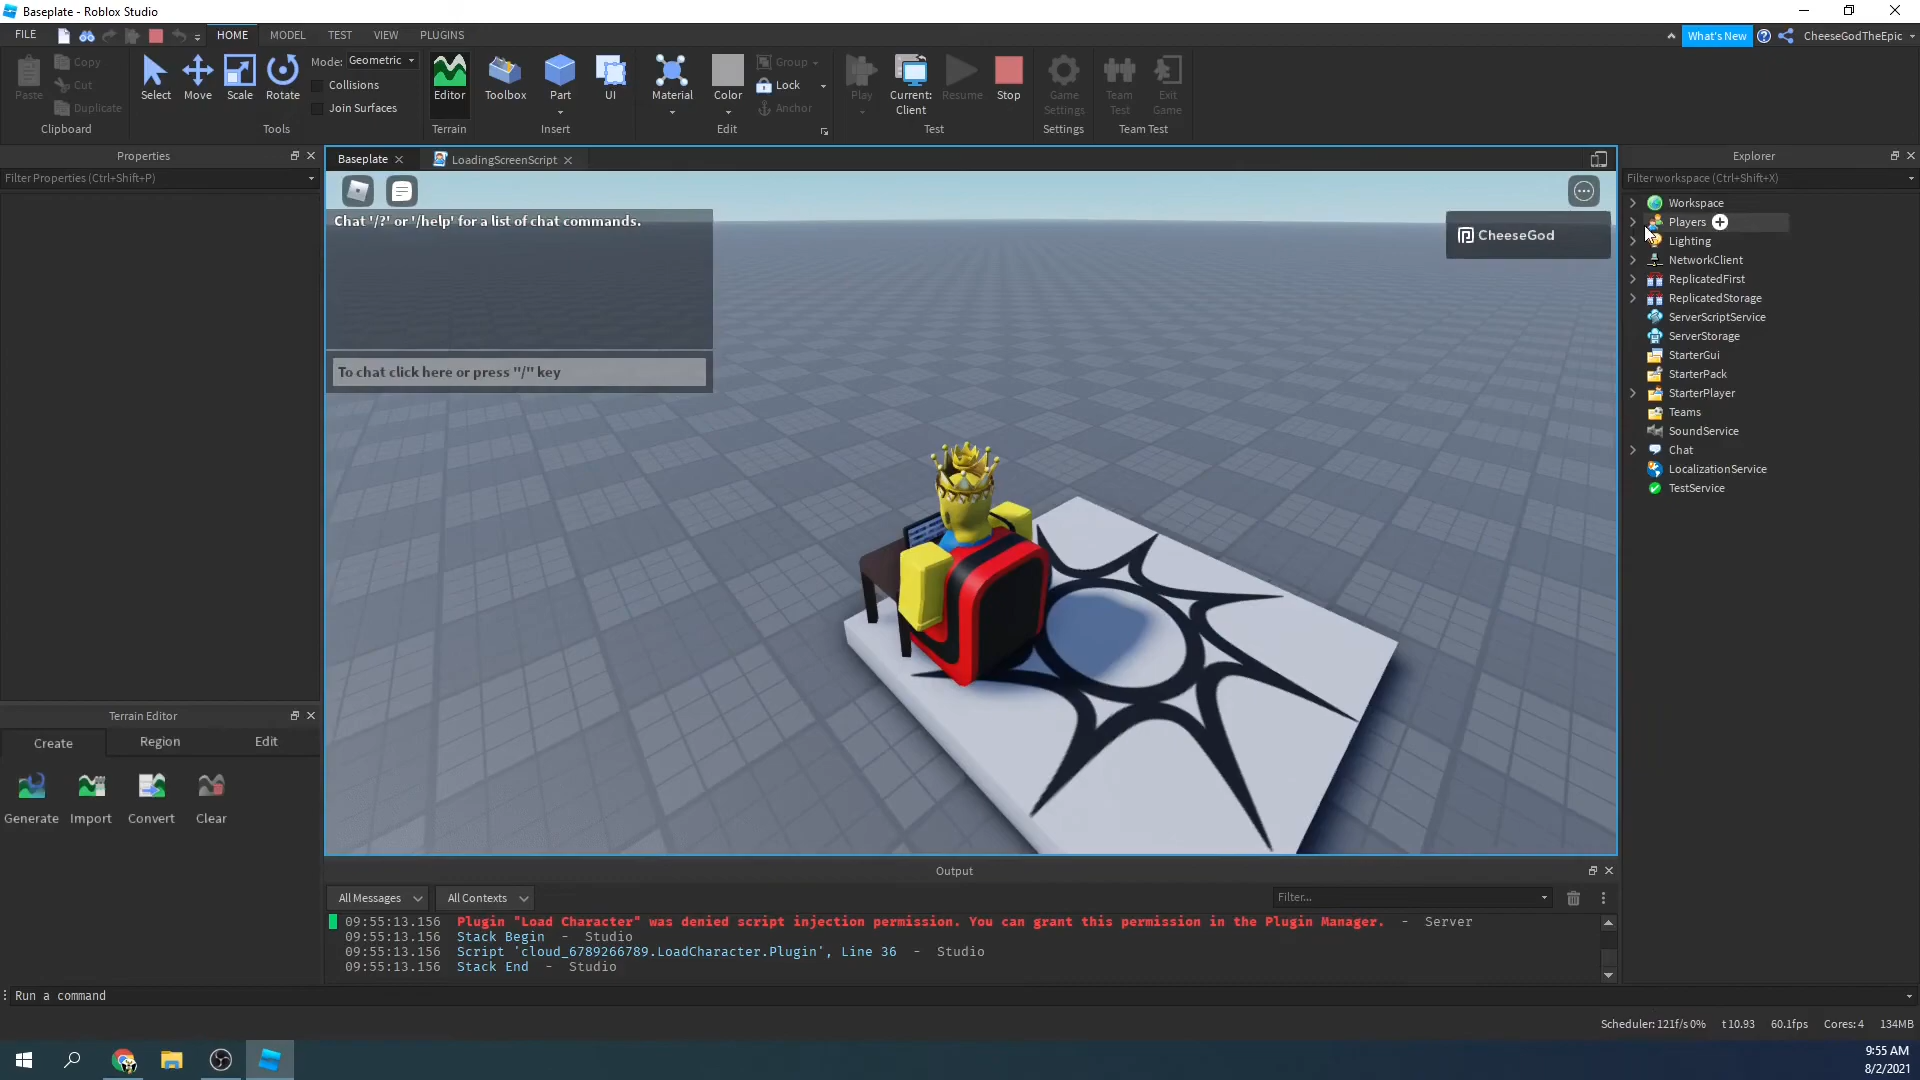 Baseplate - Roblox Studio
FILE HOME MODEL TEST VIEW PLUGINS What's New CheeseGodTheEpic
Paste Copy Cut Duplicate Clipboard
Select Move Scale Rotate Mode: Geometric Collisions Join Surfaces Tools
Editor Terrain
Toolbox Part UI Insert
Material Color Group Lock Anchor Edit
Play Current: Client Resume Stop Test
Game Settings Settings
Team Test Exit Game Team Test
Properties
Filter Properties (Ctrl+Shift+P)
Baseplate LoadingScreenScript
Chat '/?' or '/help' for a list of chat commands.
To chat click here or press "/" key
CheeseGod
Explorer
Filter workspace (Ctrl+Shift+X)
Workspace
Players
Lighting
NetworkClient
ReplicatedFirst
ReplicatedStorage
ServerScriptService
ServerStorage
StarterGui
StarterPack
StarterPlayer
Teams
SoundService
Chat
LocalizationService
TestService
Terrain Editor
Create Region Edit
Generate Import Convert Clear
Output
All Messages All Contexts Filter...
09:55:13.156 Plugin "Load Character" was denied script injection permission. You can grant this permission in the Plugin Manager. - Server
09:55:13.156 Stack Begin - Studio
09:55:13.156 Script 'cloud_6789266789.LoadCharacter.Plugin', Line 36 - Studio
09:55:13.156 Stack End - Studio
Run a command
Scheduler: 121f/s 0% t 10.93 60.1fps Cores: 4 134MB
9:55 AM
8/2/2021